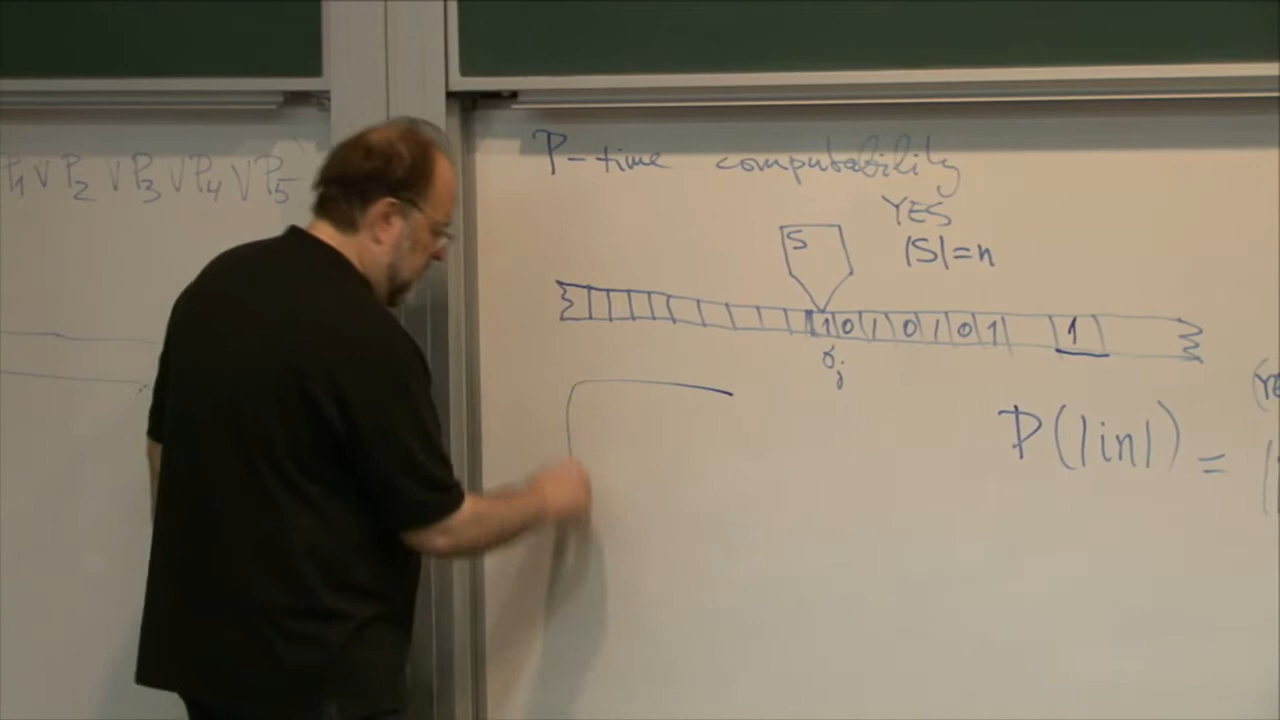 P₁ ∨ P₂ ∨ P₃ ∨ P₄ ∨ P₅
P-time computability
YES
|S|=n
S
1 0 1 0 1 0 1 1
σⱼ
P(|in|) =